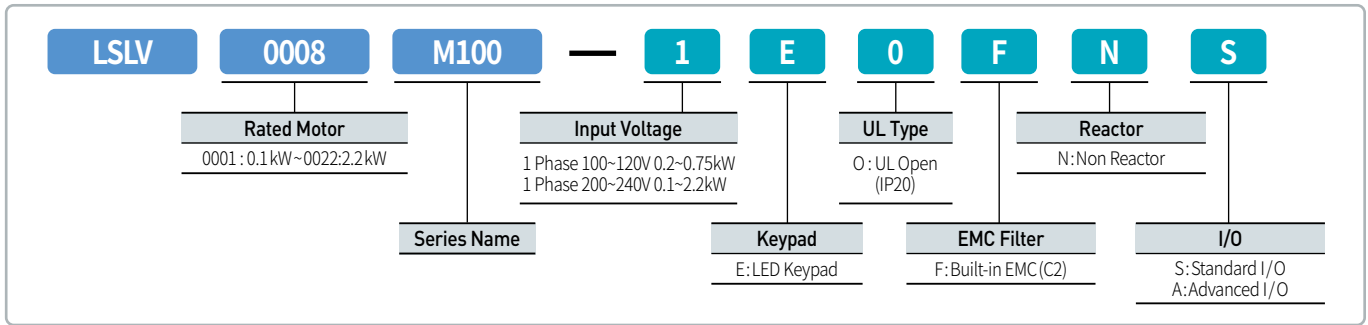 LSLV 0008 M100 — 1 E 0 F N S
Rated Motor
0001 : 0.1 kW ~ 0022:2.2 kW
Input Voltage
1 Phase 100~120V 0.2~0.75kW
1 Phase 200~240V 0.1~2.2kW
UL Type
O : UL Open
(IP20)
Reactor
N:Non Reactor
Series Name
Keypad
E:LED Keypad
EMC Filter
F:Built-in EMC (C2)
I/O
S:Standard I/O
A:Advanced I/O